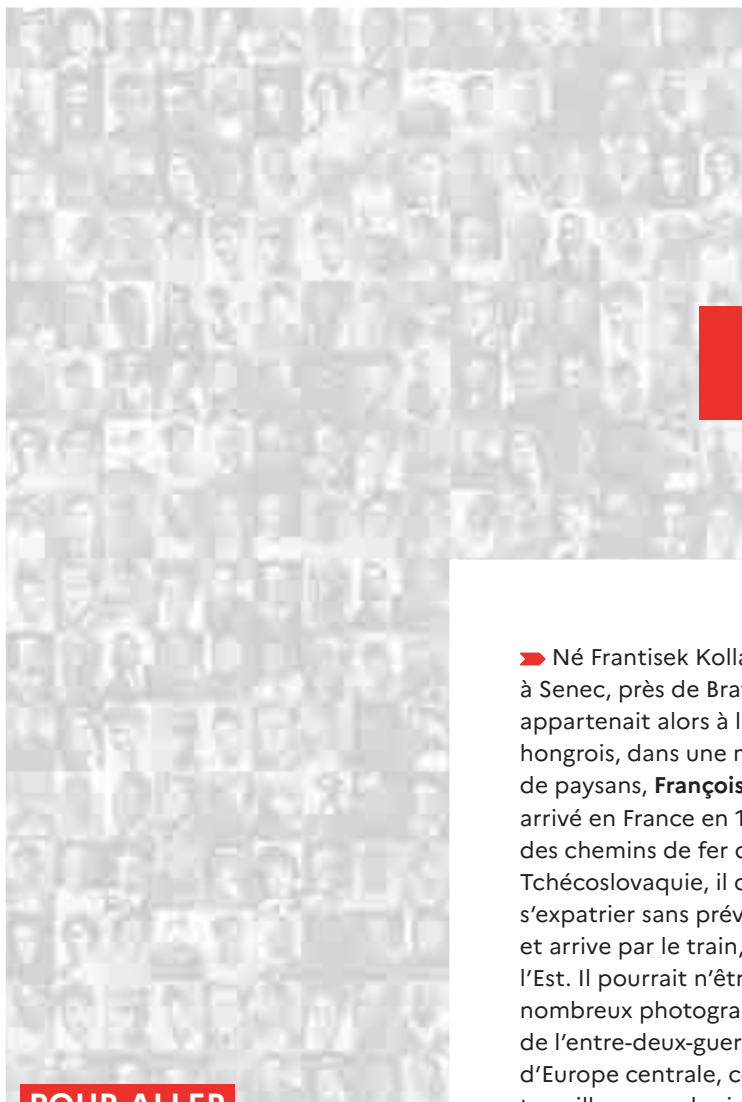 Né Frantisek Kolla
à Senec, près de Bra
appartenait alors à l
hongrois, dans une
de paysans, François
arrivé en France en 1
des chemins de fer
Tchécoslovaquie, il
s'expatrier sans prév
et arrive par le train,
l'Est. Il pourrait n'êtr
nombreux photogra
de l'entre-deux-guer
d'Europe centrale, c
POUR ALLER